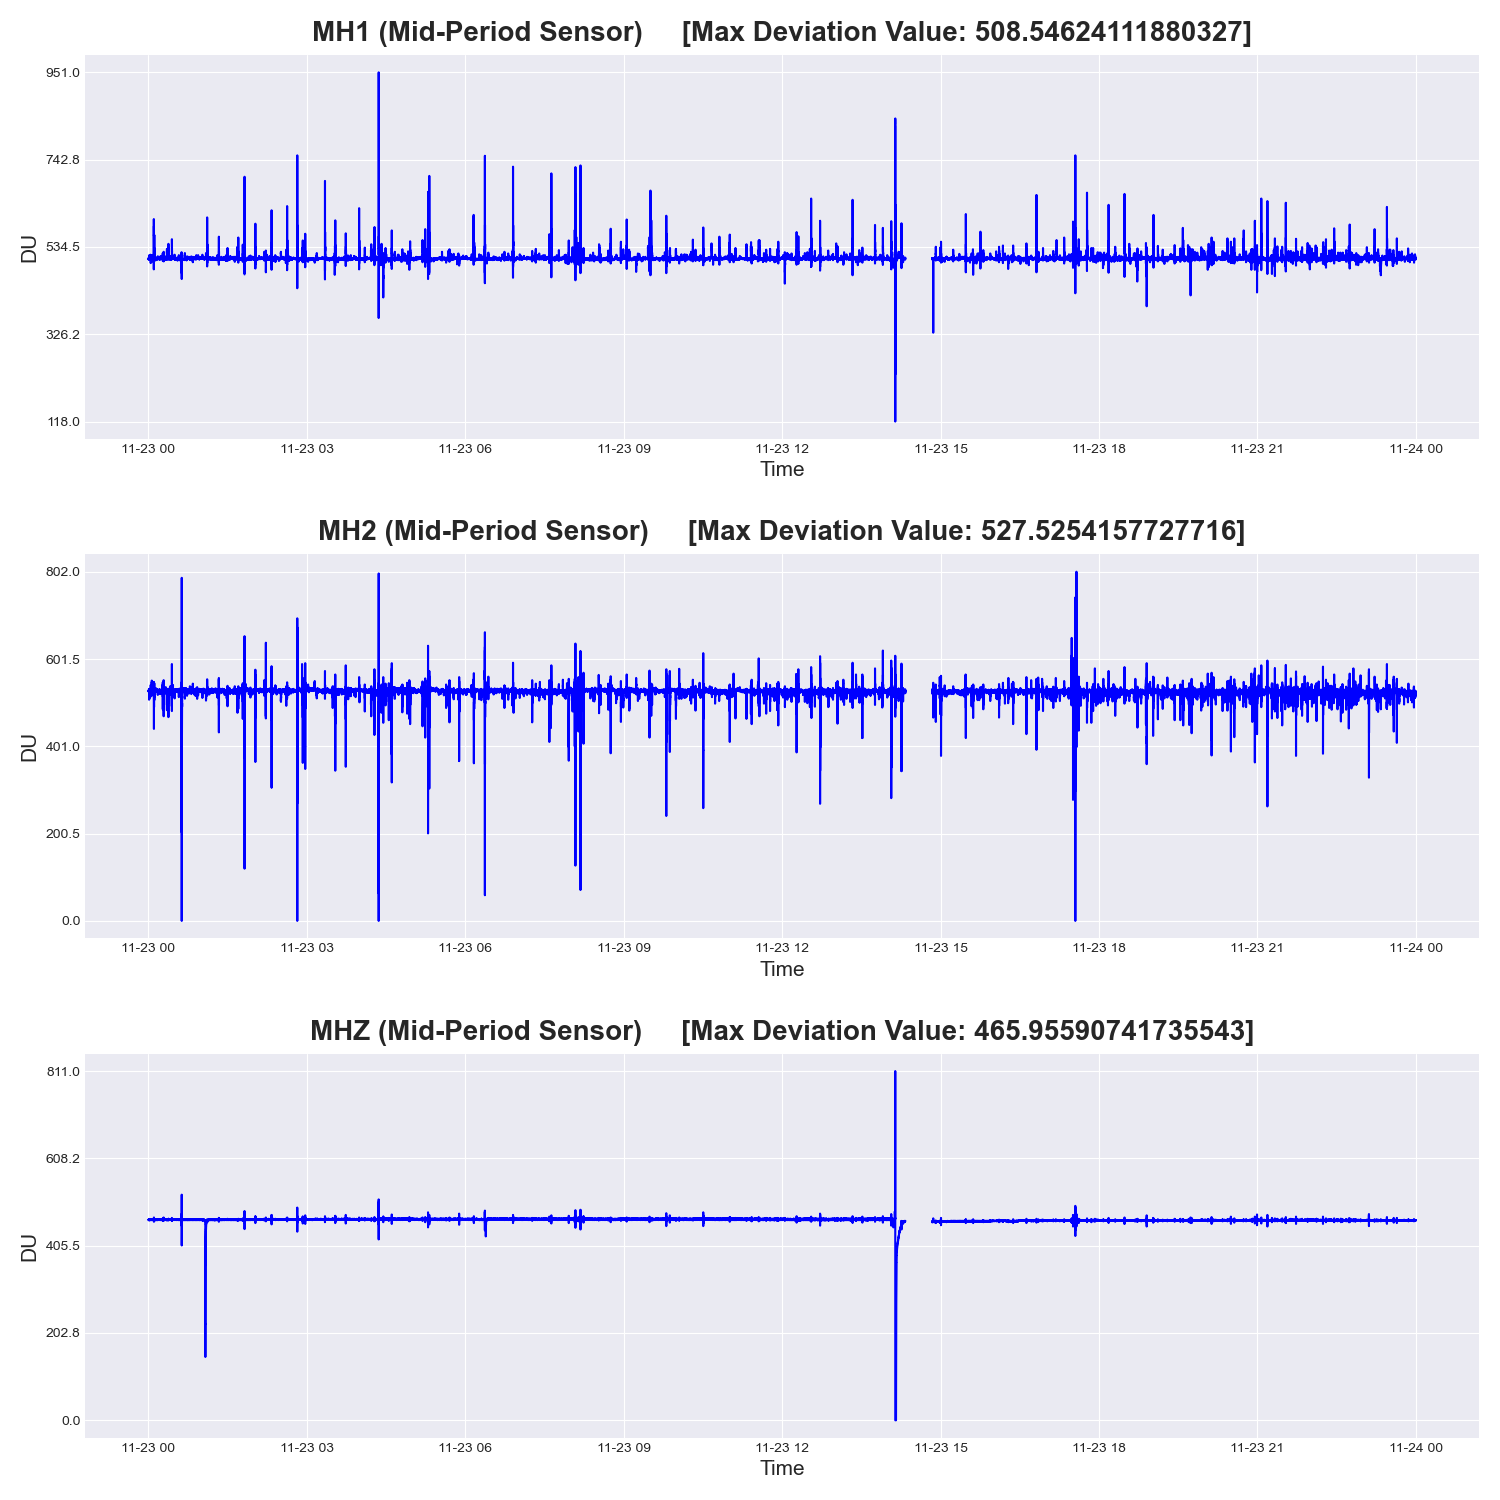 MH1 (Mid-Period Sensor) [Max Deviation Value: 508.54624111880327]
951.0
742.8
534.5
326.2
118.0
DU
11-23 00 11-23 03 11-23 06 11-23 09 11-23 12 11-23 15 11-23 18 11-23 21 11-24 00
Time
MH2 (Mid-Period Sensor) [Max Deviation Value: 527.5254157727716]
802.0
601.5
401.0
200.5
0.0
DU
11-23 00 11-23 03 11-23 06 11-23 09 11-23 12 11-23 15 11-23 18 11-23 21 11-24 00
Time
MHZ (Mid-Period Sensor) [Max Deviation Value: 465.95590741735543]
811.0
608.2
405.5
202.8
0.0
DU
11-23 00 11-23 03 11-23 06 11-23 09 11-23 12 11-23 15 11-23 18 11-23 21 11-24 00
Time